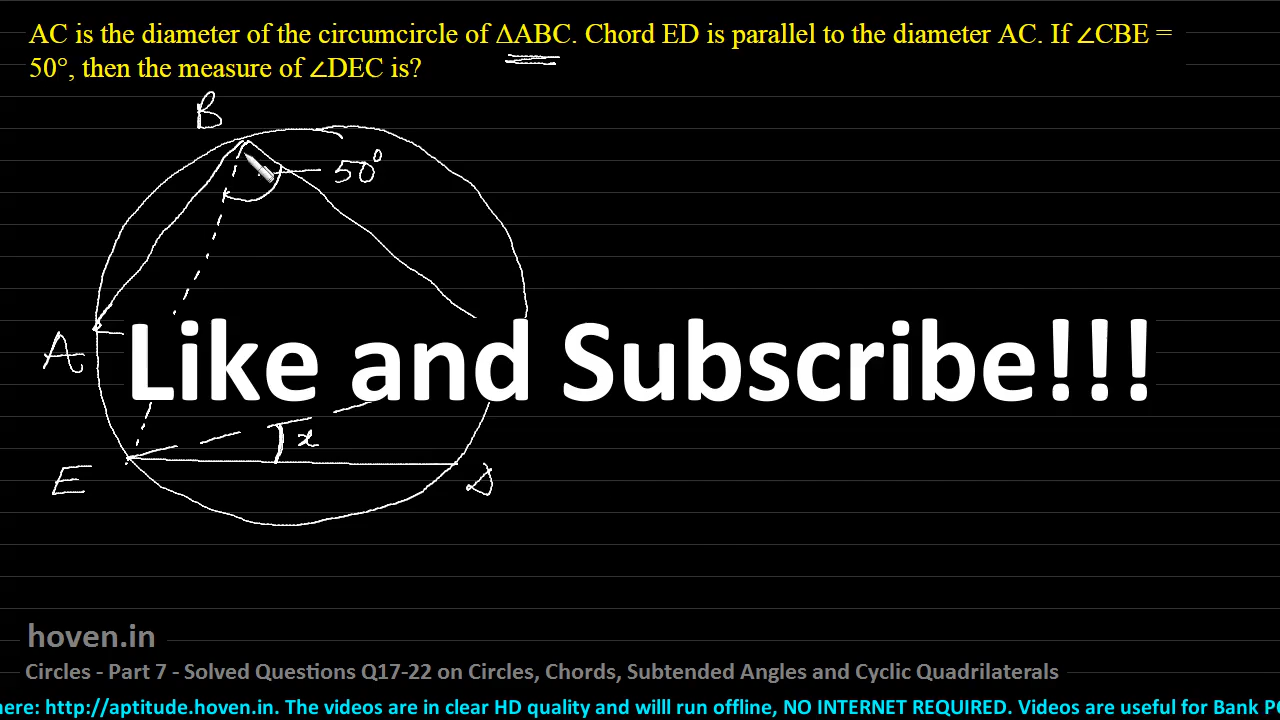 AC is the diameter of the circumcircle of ΔABC. Chord ED is parallel to the diameter AC. If ∠CBE =
50°, then the measure of ∠DEC is?
B
50°
A
Like and Subscribe!!!
x
E
D
hoven.in
Circles - Part 7 - Solved Questions Q17-22 on Circles, Chords, Subtended Angles and Cyclic Quadrilaterals
here: http://aptitude.hoven.in. The videos are in clear HD quality and willl run offline, NO INTERNET REQUIRED. Videos are useful for Bank P